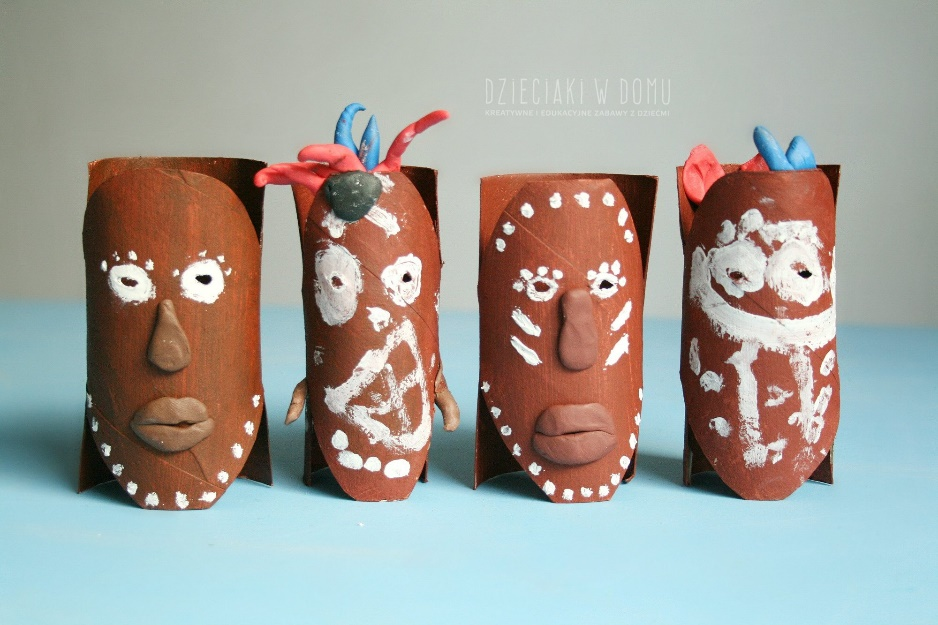 DZIECIAKI W DOMU
KREATYWNE I EDUKACYJNE ZABAWY Z DZIEĆMI